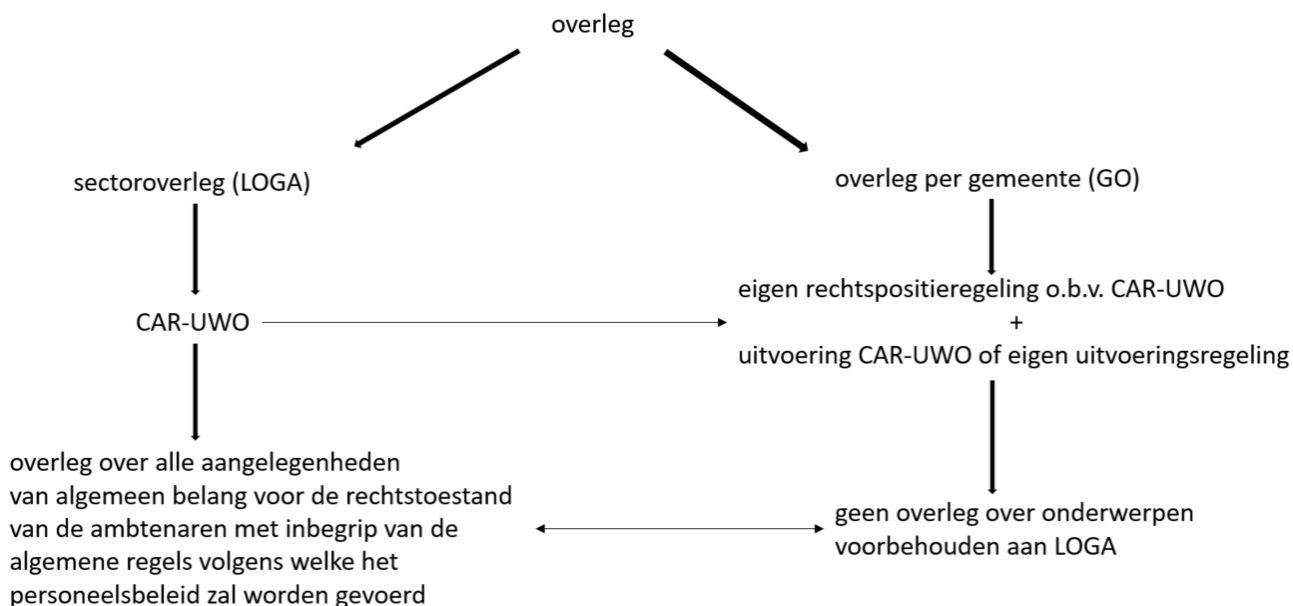 overleg
sectoroverleg (LOGA)
overleg per gemeente (GO)
CAR-UWO
eigen rechtspositieregeling o.b.v. CAR-UWO
+
uitvoering CAR-UWO of eigen uitvoeringsregeling
overleg over alle aangelegenheden
van algemeen belang voor de rechtstoestand
van de ambtenaren met inbegrip van de
algemene regels volgens welke het
personeelsbeleid zal worden gevoerd
geen overleg over onderwerpen
voorbehouden aan LOGA